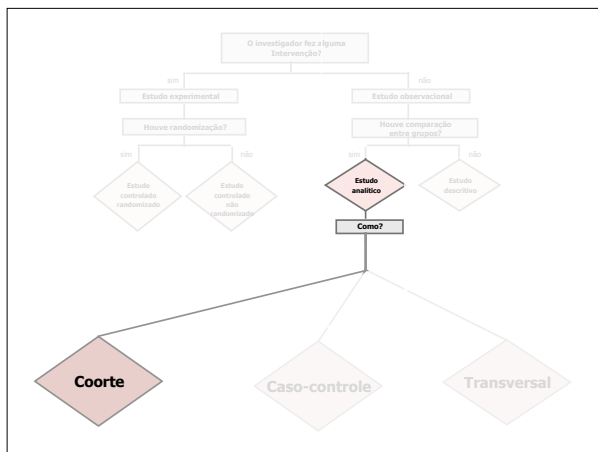 O investigador fez alguma
Intervenção?
sim
não
Estudo experimental
Estudo observacional
Houve randomização?
Houve comparação
entre grupos?
sim
não
sim
não
Estudo
controlado
randomizado
Estudo
controlado
não
randomizado
Estudo
analítico
Estudo
descritivo
Como?
Coorte
Caso-controle
Transversal